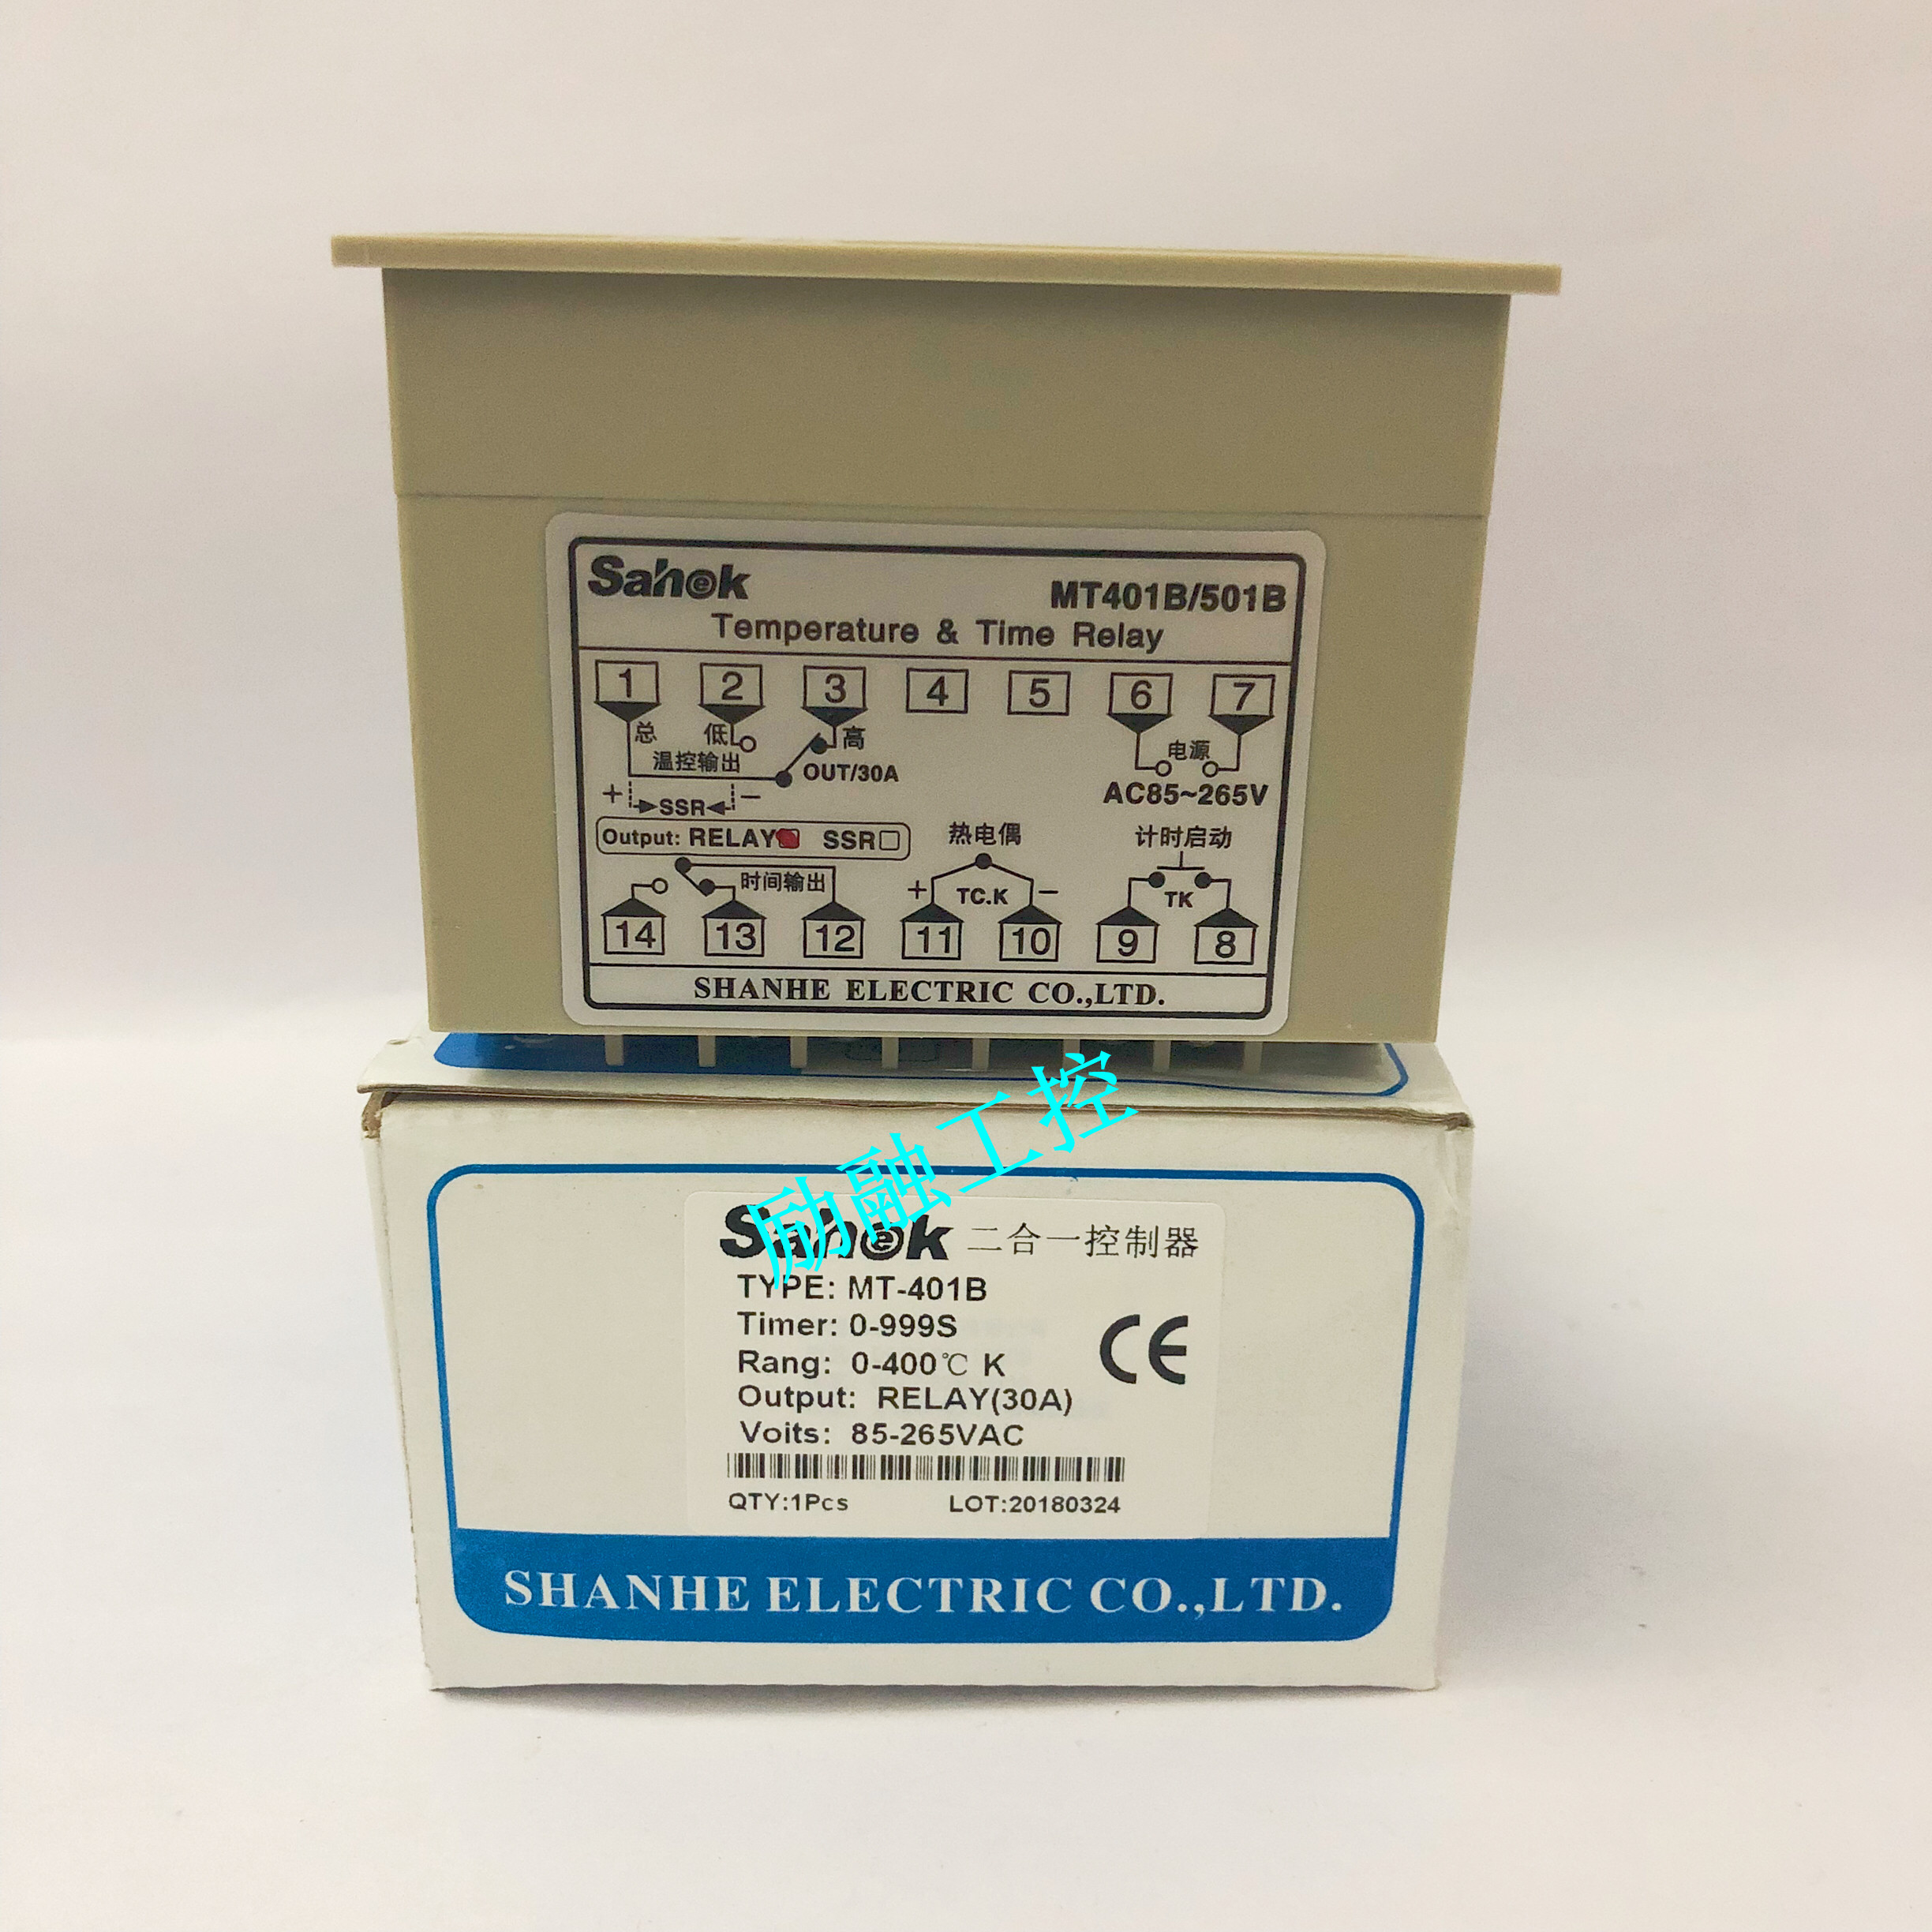 Sahok
MT401B/501B
Temperature & Time Relay
1 2 3 4 5 6 7
总 低 高
温控输出
OUT/30A
电源
AC85~265V
+ SSR −
Output: RELAY SSR
热电偶
计时启动
时间输出
+ TC.K −
TK
14 13 12 11 10 9 8
SHANHE ELECTRIC CO.,LTD.
励融工控
Sahok 二合一控制器
TYPE: MT-401B
Timer: 0-999S
Rang: 0-400℃ K
Output: RELAY(30A)
Voits: 85-265VAC
CE
QTY:1Pcs LOT:20180324
SHANHE ELECTRIC CO.,LTD.